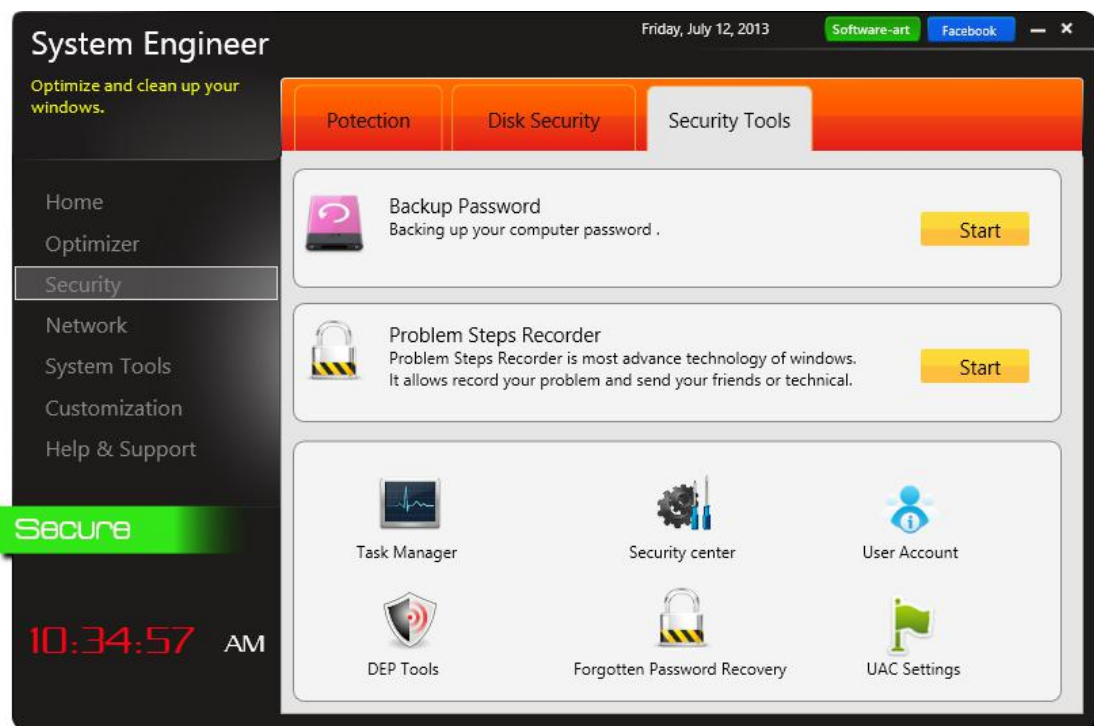 System Engineer
Friday, July 12, 2013
Software-art
Facebook
Optimize and clean up your
windows.
Potection
Disk Security
Security Tools
Home
Optimizer
Security
Network
System Tools
Customization
Help & Support
Secure
10:34:57 AM
Backup Password
Backing up your computer password .
Start
Problem Steps Recorder
Problem Steps Recorder is most advance technology of windows.
It allows record your problem and send your friends or technical.
Start
Task Manager
Security center
User Account
DEP Tools
Forgotten Password Recovery
UAC Settings